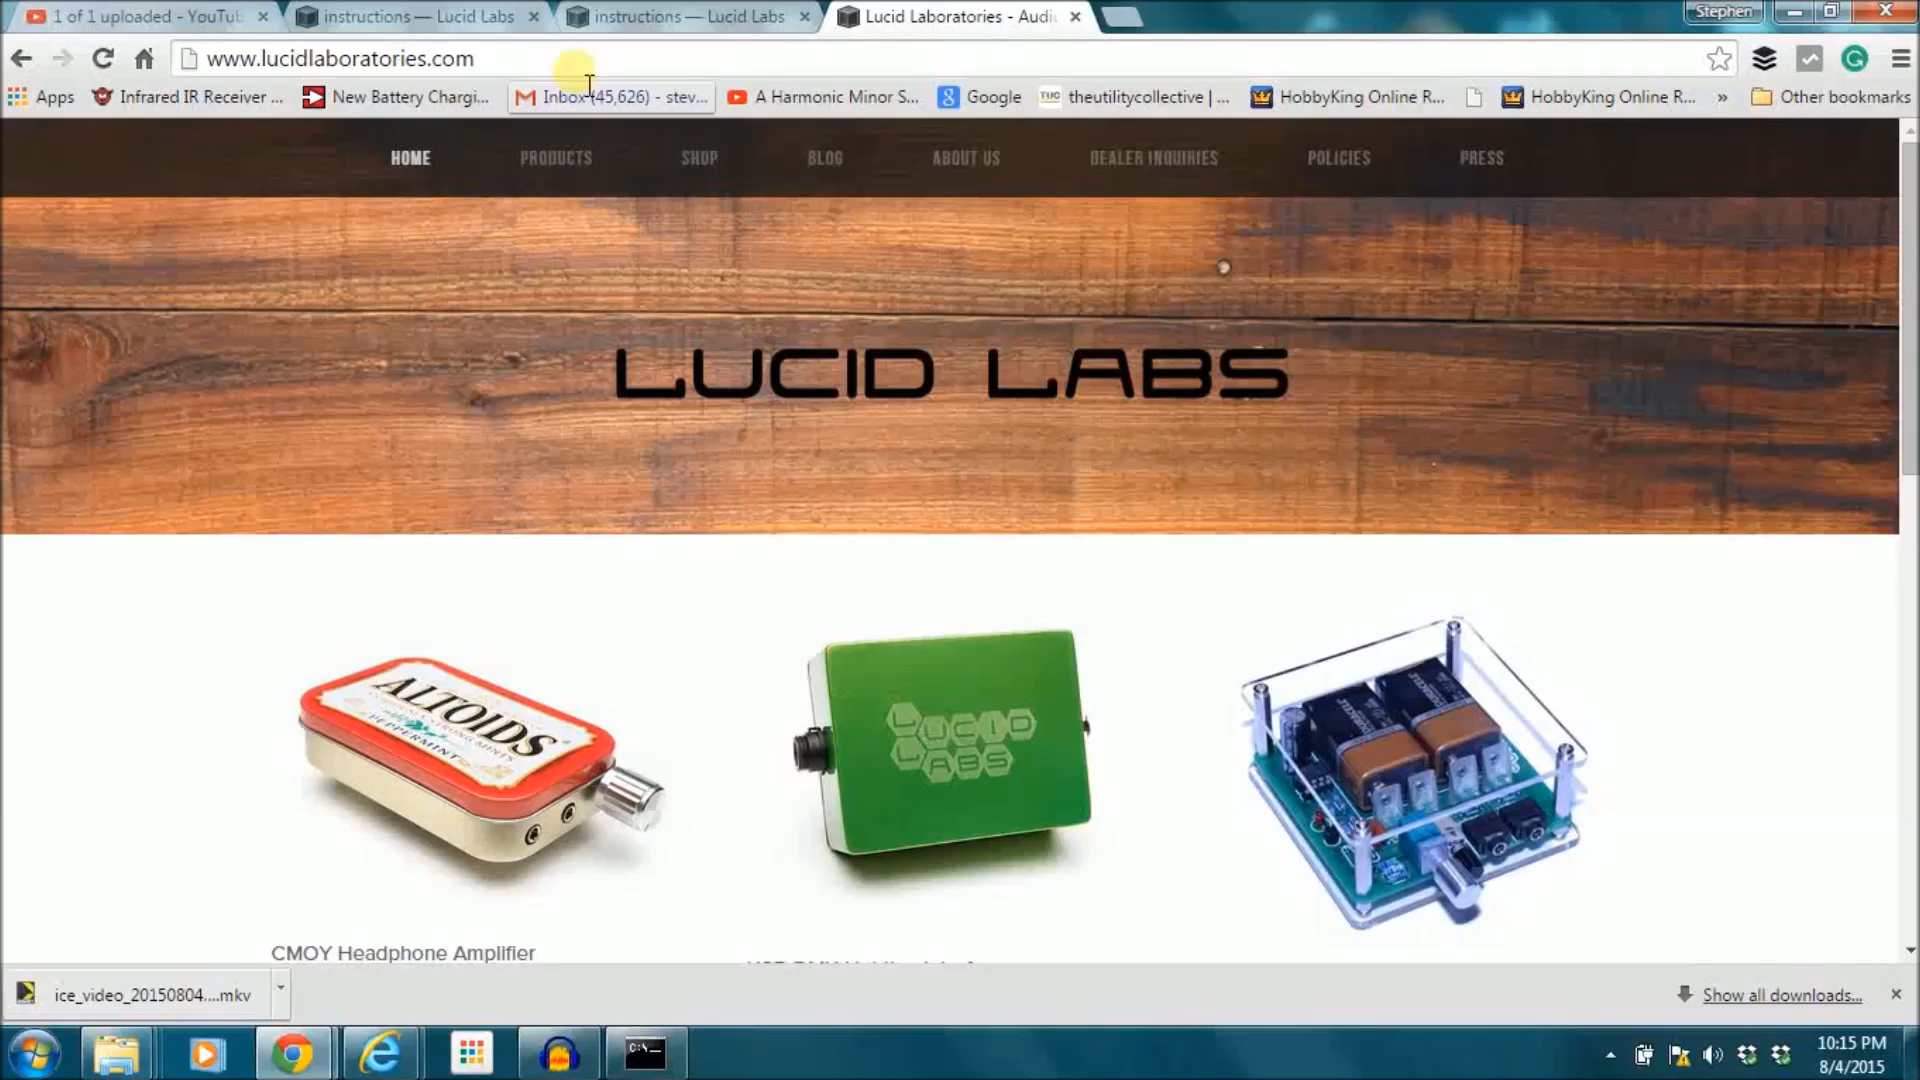 1 of 1 uploaded - YouTub
instructions — Lucid Labs
instructions — Lucid Labs
Lucid Laboratories - Audi
Stephen
www.lucidlaboratories.com
Apps
Infrared IR Receiver ...
New Battery Chargi...
Inbox (45,626) - stev...
A Harmonic Minor S...
Google
TUC
theutilitycollective | ...
HobbyKing Online R...
HobbyKing Online R...
»
Other bookmarks
HOME
PRODUCTS
SHOP
BLOG
ABOUT US
DEALER INQUIRIES
POLICIES
PRESS
LUCID LABS
ALTOIDS
PEPPERMINT
LUCID
LABS
DURACELL
DURACELL
CMOY Headphone Amplifier
ice_video_20150804....mkv
Show all downloads...
C:\
10:15 PM
8/4/2015